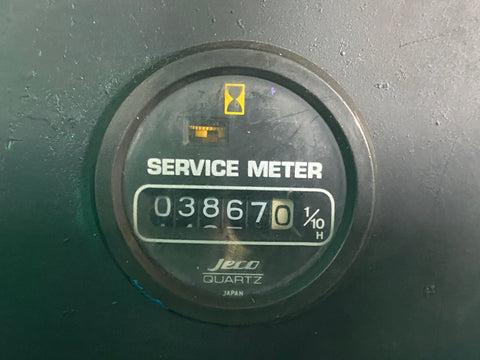 SERVICE METER
038670 1/10 H
Jeco
QUARTZ
JAPAN